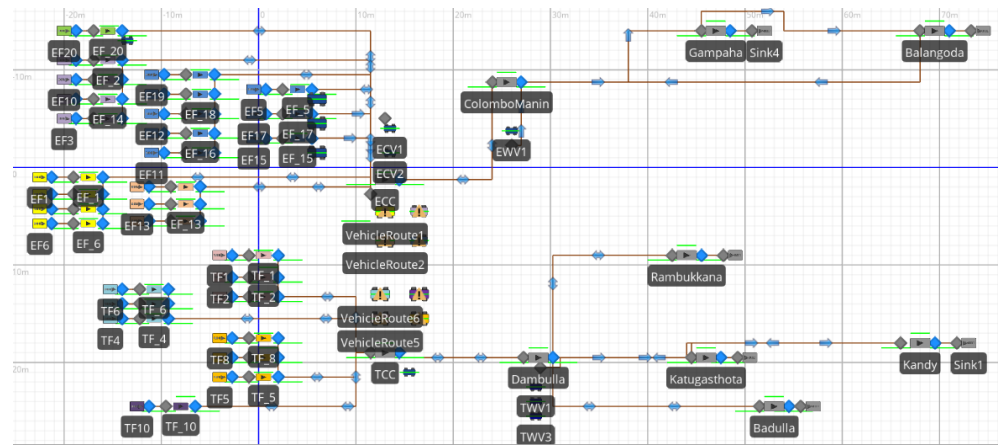 -20m
-10m
0
10m
20m
30m
40m
50m
60m
70m
EF20
EF_20
Gampaha
Sink4
Balangoda
-10m
EF_2
EF10
EF19
ColomboManin
EF_14
EF_18
EF5
EF_5
EF3
EF12
EF17
EF_17
EF_16
EF15
EF_15
ECV1
EWV1
EF11
ECV2
0
EF1
EF_1
ECC
EF13
EF_13
EF6
EF_6
VehicleRoute1
VehicleRoute2
10m
TF1
TF_1
Rambukkana
TF2
TF_2
TF6
TF_6
VehicleRoute6
TF4
TF_4
VehicleRoute5
TF8
TF_8
TCC
Dambulla
Katugasthota
Kandy
Sink1
20m
TF5
TF_5
TWV1
TF10
TF_10
Badulla
TWV3